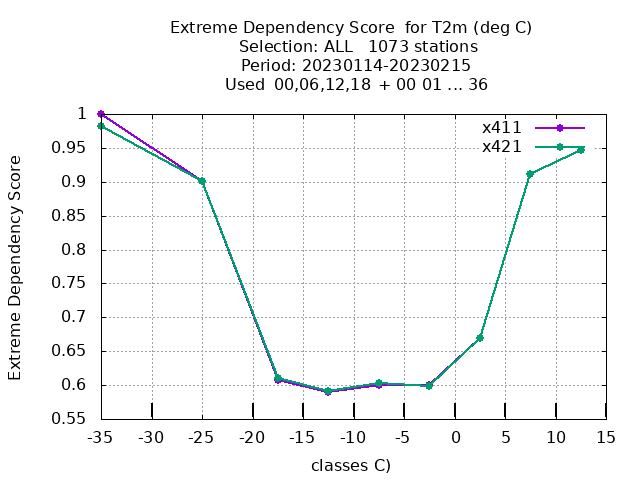 Extreme Dependency Score  for T2m (deg C)
Selection: ALL   1073 stations
Period: 20230114-20230215
Used  00,06,12,18  + 00 01 ... 36
x411
x421
1
0.95
0.9
0.85
0.8
0.75
0.7
0.65
0.6
0.55
Extreme Dependency Score
-35 -30 -25 -20 -15 -10 -5 0 5 10 15
classes C)